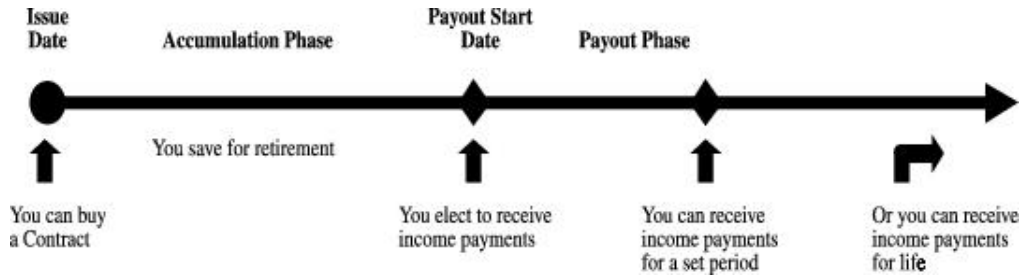 Issue
Date
Accumulation Phase
Payout Start
Date
Payout Phase
You save for retirement
You can buy
a Contract
You elect to receive
income payments
You can receive
income payments
for a set period
Or you can receive
income payments
for life